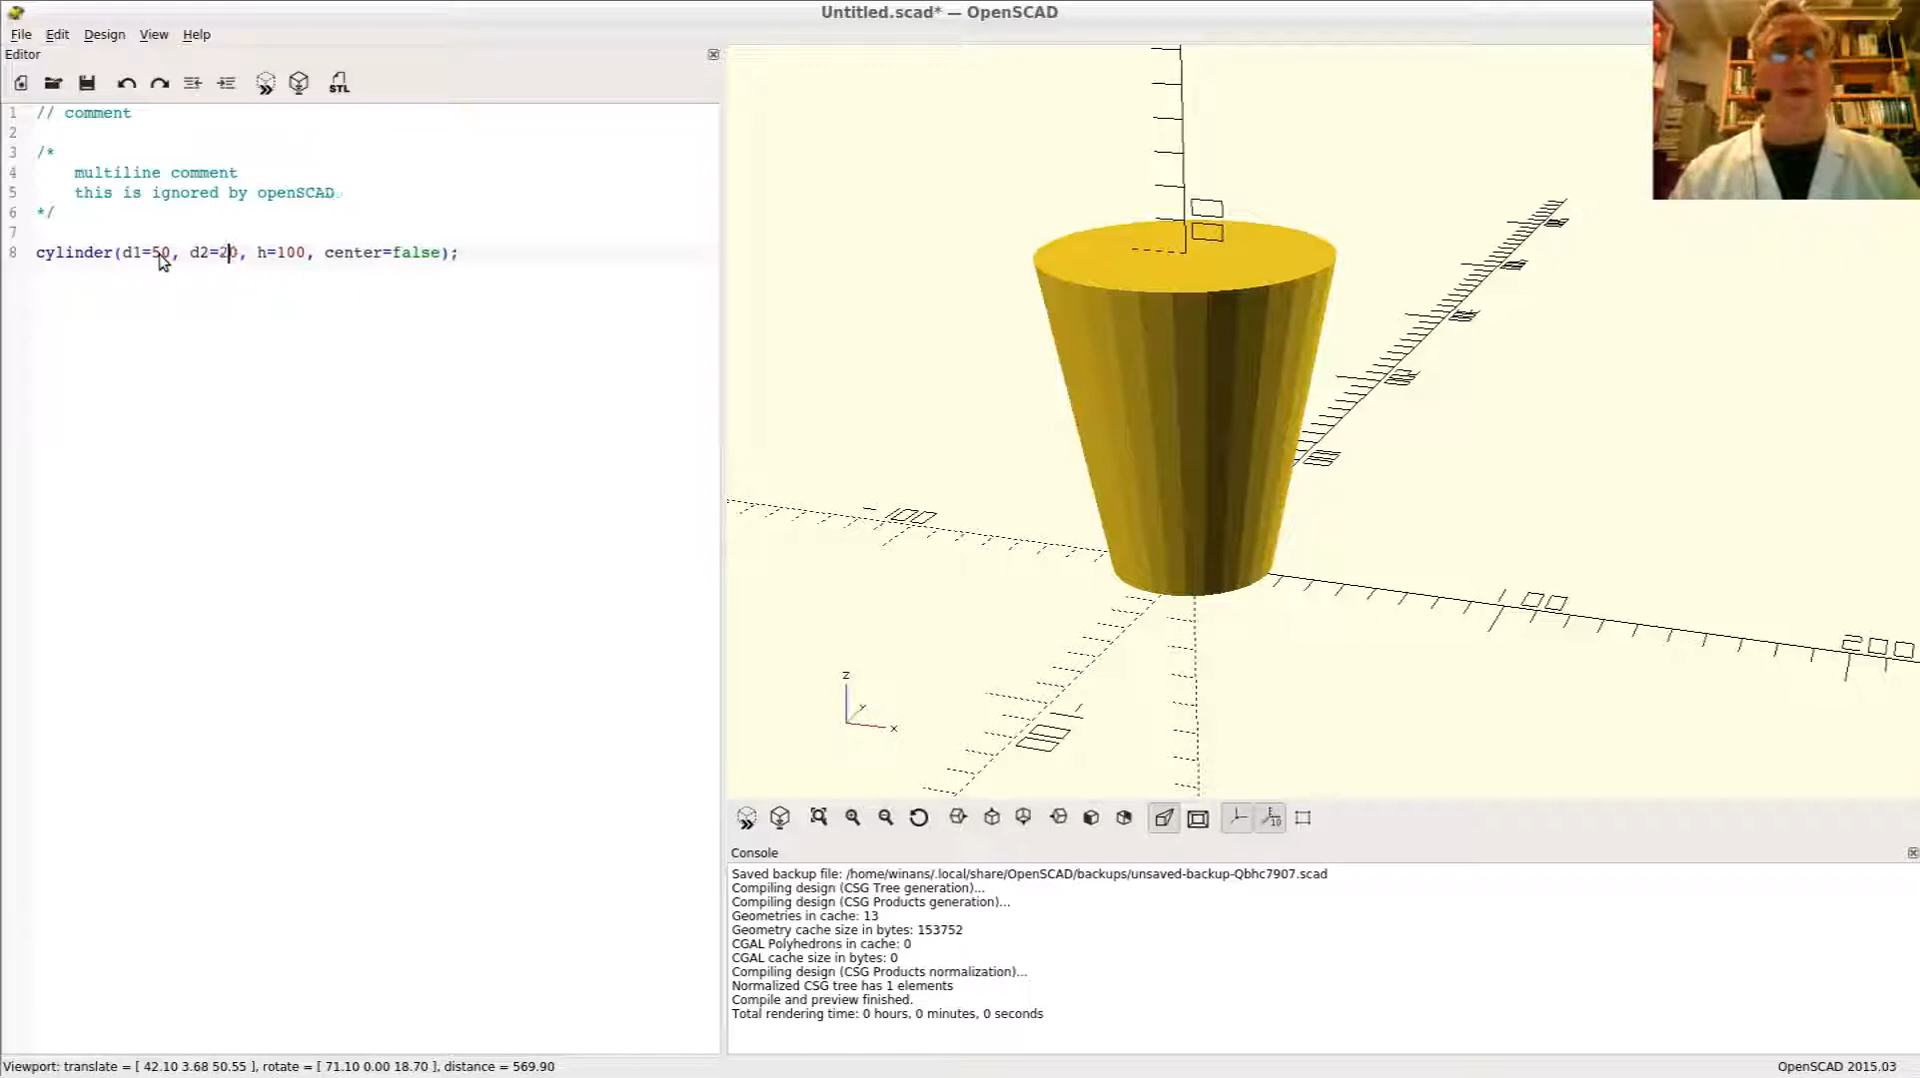 Untitled.scad* — OpenSCAD
File Edit Design View Help
Editor
STL
1 // comment
2
3 /*
4 multiline comment
5 this is ignored by openSCAD.
6 */
7
8 cylinder(d1=50, d2=20, h=100, center=false);
-100
100
200
z
y
x
10
Console
Saved backup file: /home/winans/.local/share/OpenSCAD/backups/unsaved-backup-Qbhc7907.scad
Compiling design (CSG Tree generation)...
Compiling design (CSG Products generation)...
Geometries in cache: 13
Geometry cache size in bytes: 153752
CGAL Polyhedrons in cache: 0
CGAL cache size in bytes: 0
Compiling design (CSG Products normalization)...
Normalized CSG tree has 1 elements
Compile and preview finished.
Total rendering time: 0 hours, 0 minutes, 0 seconds
Viewport: translate = [ 42.10 3.68 50.55 ], rotate = [ 71.10 0.00 18.70 ], distance = 569.90
OpenSCAD 2015.03